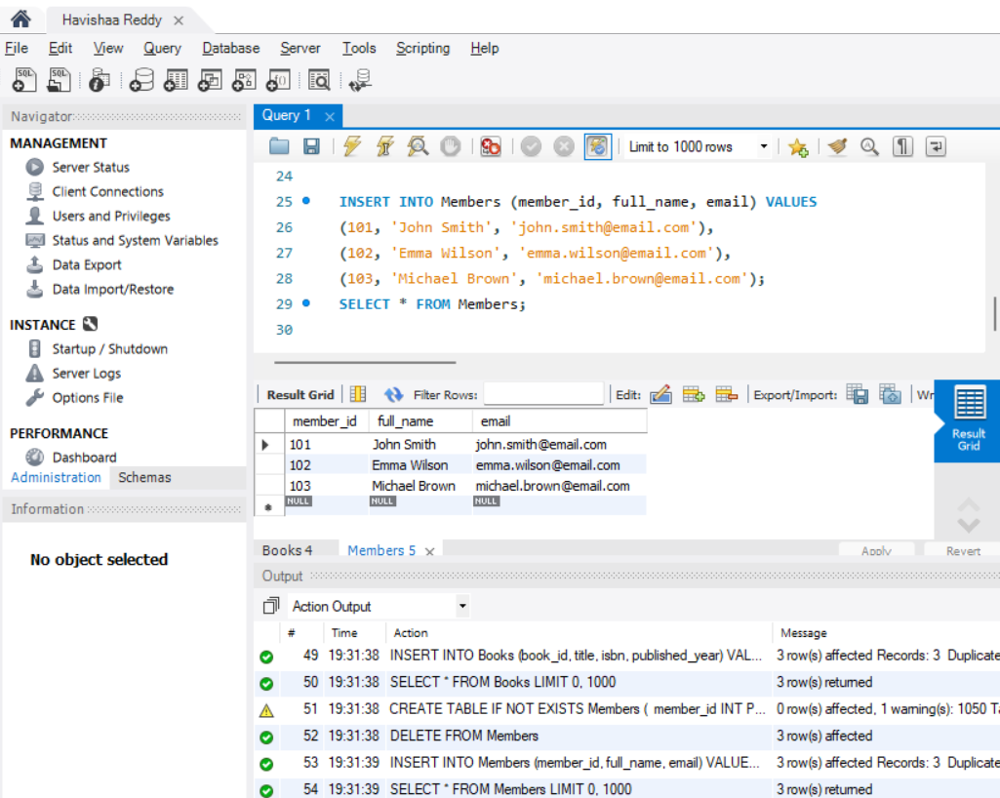 Havishaa Reddy
File Edit View Query Database Server Tools Scripting Help
SQL SQL
Navigator
MANAGEMENT
Server Status
Client Connections
Users and Privileges
Status and System Variables
Data Export
Data Import/Restore
INSTANCE
Startup / Shutdown
Server Logs
Options File
PERFORMANCE
Dashboard
Administration Schemas
Information
No object selected
Query 1
Limit to 1000 rows
24
25 INSERT INTO Members (member_id, full_name, email) VALUES
26 (101, 'John Smith', 'john.smith@email.com'),
27 (102, 'Emma Wilson', 'emma.wilson@email.com'),
28 (103, 'Michael Brown', 'michael.brown@email.com');
29 SELECT * FROM Members;
30
Result Grid Filter Rows: Edit: Export/Import: Wr
Result
Grid
member_id full_name email
101 John Smith john.smith@email.com
102 Emma Wilson emma.wilson@email.com
103 Michael Brown michael.brown@email.com
NULL NULL NULL
Books 4 Members 5 Apply Revert
Output
Action Output
# Time Action Message
49 19:31:38 INSERT INTO Books (book_id, title, isbn, published_year) VAL... 3 row(s) affected Records: 3 Duplicate
50 19:31:38 SELECT * FROM Books LIMIT 0, 1000 3 row(s) returned
51 19:31:38 CREATE TABLE IF NOT EXISTS Members ( member_id INT P... 0 row(s) affected, 1 warning(s): 1050 Ta
52 19:31:38 DELETE FROM Members 3 row(s) affected
53 19:31:39 INSERT INTO Members (member_id, full_name, email) VALUE... 3 row(s) affected Records: 3 Duplicate
54 19:31:39 SELECT * FROM Members LIMIT 0, 1000 3 row(s) returned